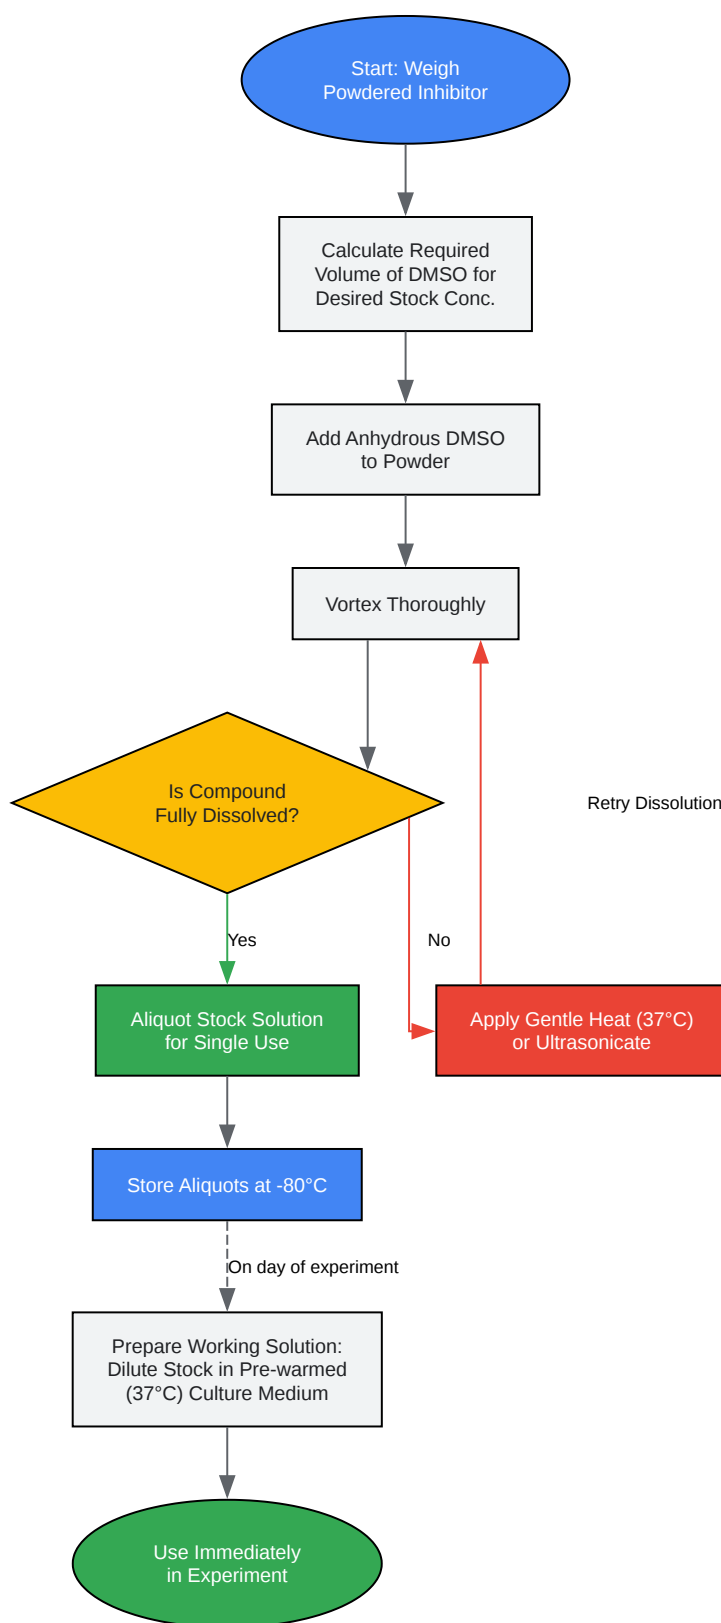 Start: Weigh
Powdered Inhibitor
Calculate Required
Volume of DMSO for
Desired Stock Conc.
Add Anhydrous DMSO
to Powder
Vortex Thoroughly
Is Compound
Fully Dissolved?
Retry Dissolution
Yes
No
Aliquot Stock Solution
for Single Use
Apply Gentle Heat (37°C)
or Ultrasonicate
Store Aliquots at -80°C
On day of experiment
Prepare Working Solution:
Dilute Stock in Pre-warmed
(37°C) Culture Medium
Use Immediately
in Experiment